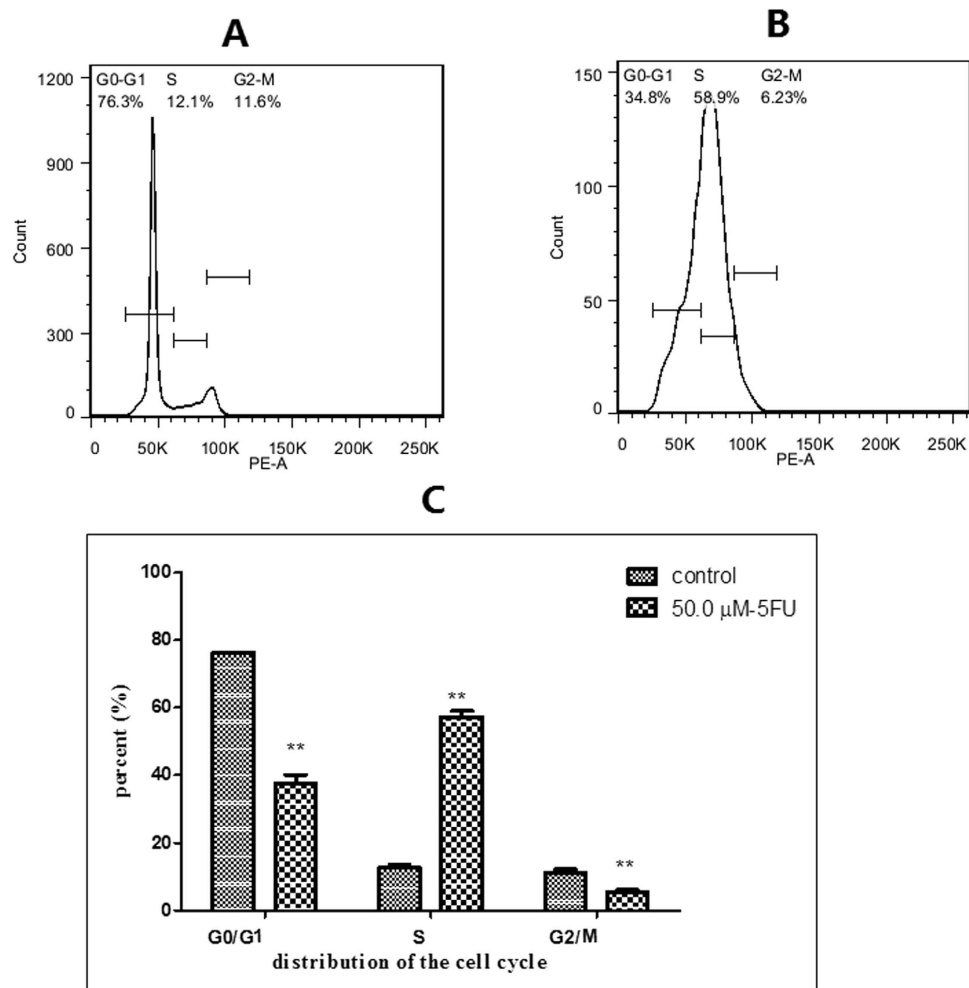 A
G0-G1 S G2-M
76.3% 12.1% 11.6%
1200
900
600
300
0
Count
0 50K 100K 150K 200K 250K
PE-A
B
G0-G1 S G2-M
34.8% 58.9% 6.23%
150
100
50
0
Count
0 50K 100K 150K 200K 250K
PE-A
C
control
50.0 μM-5FU
100
80
60
40
20
0
percent (%)
**
**
**
G0/G1 S G2/M
distribution of the cell cycle